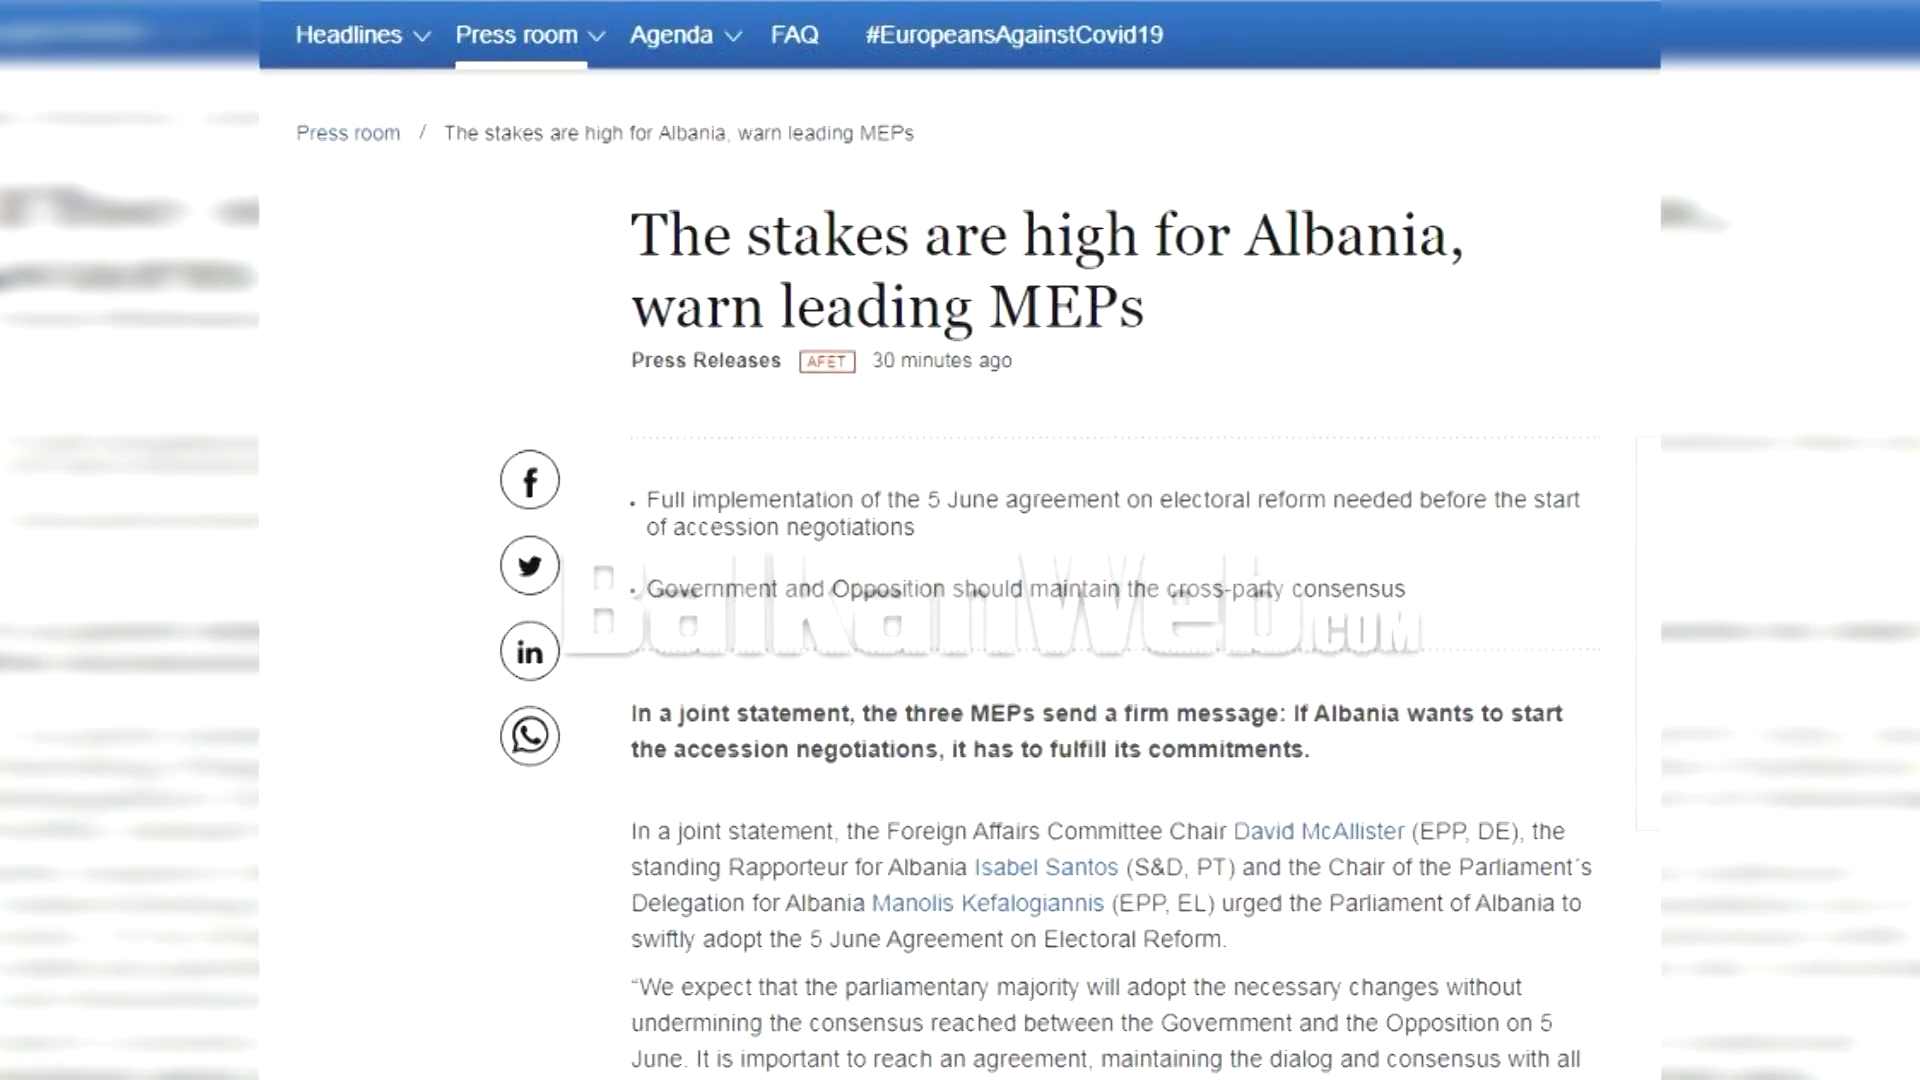 Headlines Press room Agenda FAQ #EuropeansAgainstCovid19
Press room / The stakes are high for Albania, warn leading MEPs
The stakes are high for Albania,
warn leading MEPs
Press Releases AFET 30 minutes ago
• Full implementation of the 5 June agreement on electoral reform needed before the start
of accession negotiations
• Government and Opposition should maintain the cross-party consensus
BalkanWeb.COM
In a joint statement, the three MEPs send a firm message: If Albania wants to start
the accession negotiations, it has to fulfill its commitments.
In a joint statement, the Foreign Affairs Committee Chair David McAllister (EPP, DE), the
standing Rapporteur for Albania Isabel Santos (S&D, PT) and the Chair of the Parliament´s
Delegation for Albania Manolis Kefalogiannis (EPP, EL) urged the Parliament of Albania to
swiftly adopt the 5 June Agreement on Electoral Reform.
“We expect that the parliamentary majority will adopt the necessary changes without
undermining the consensus reached between the Government and the Opposition on 5
June. It is important to reach an agreement, maintaining the dialog and consensus with all